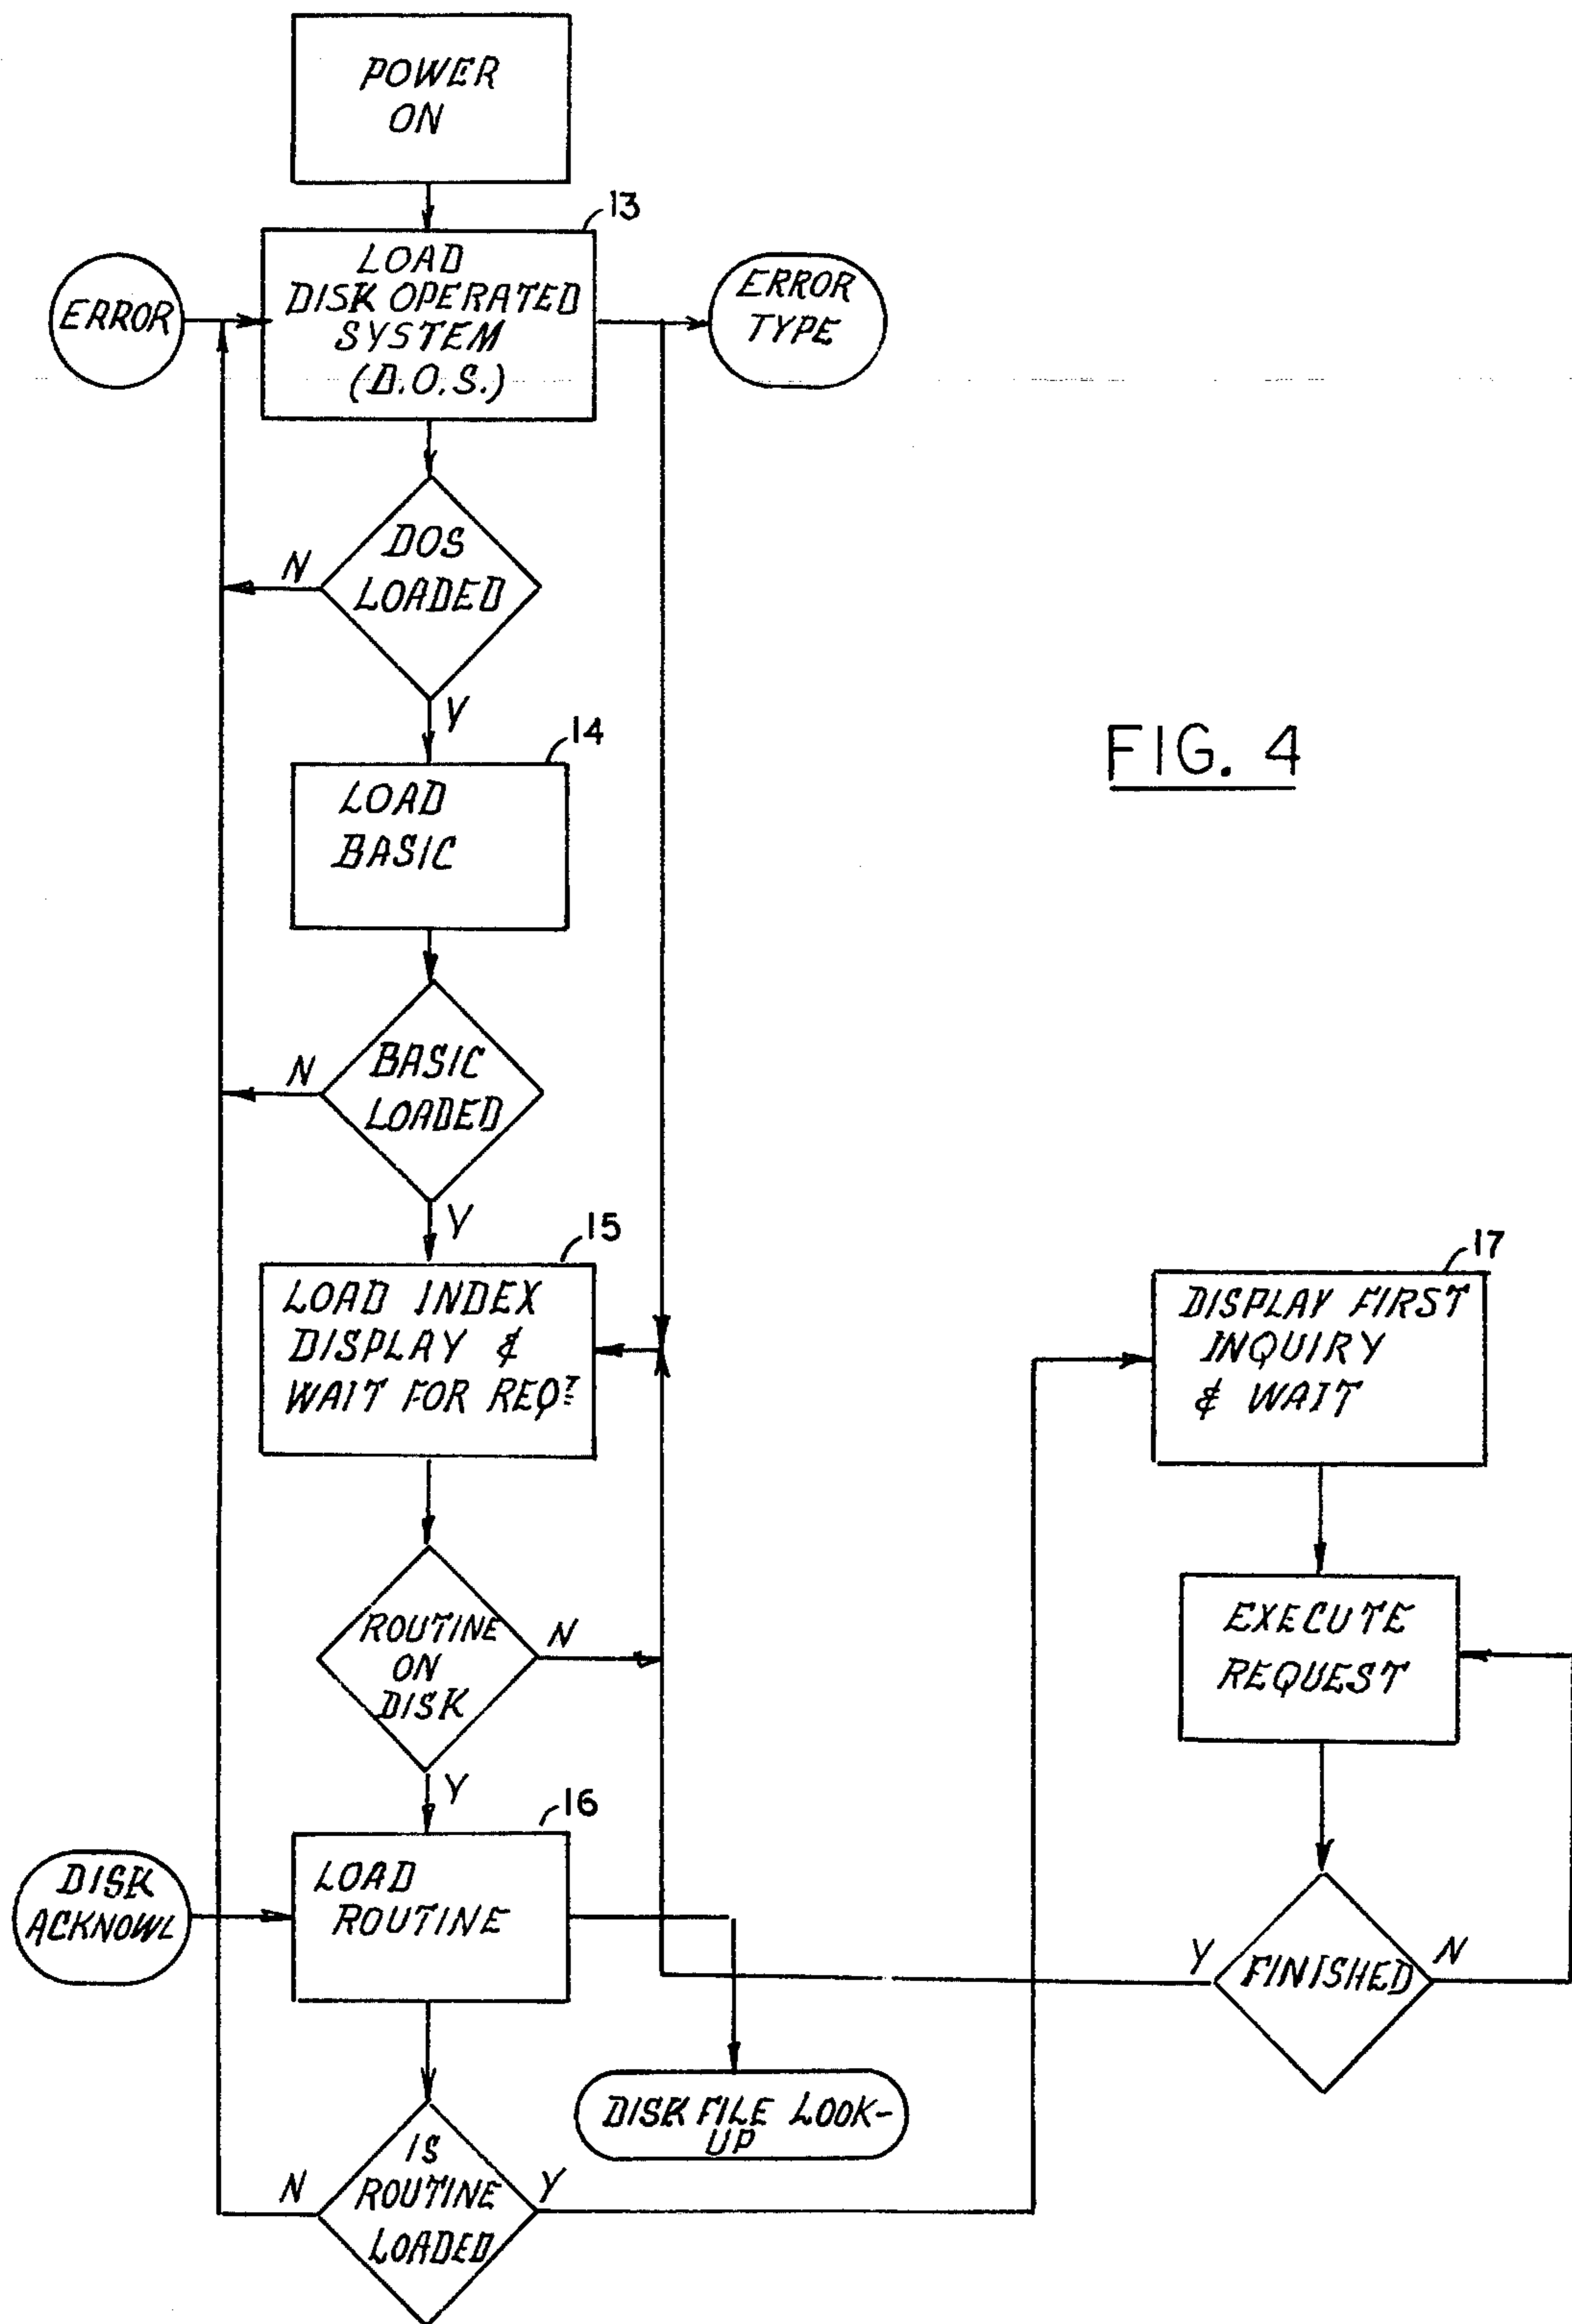 POWER
ON
13
LOAD
DISK OPERATED
SYSTEM
(D.O.S.)
ERROR
ERROR
TYPE
DOS
LOADED
N
Y
14
LOAD
BASIC
FIG. 4
BASIC
LOADED
N
Y
15
LOAD INDEX
DISPLAY &
WAIT FOR REQT
17
DISPLAY FIRST
INQUIRY
& WAIT
ROUTINE
ON
DISK
N
Y
EXECUTE
REQUEST
16
LOAD
ROUTINE
DISK
ACKNOWL
Y
FINISHED
N
DISK FILE LOOK-
UP
IS
ROUTINE
LOADED
N
Y